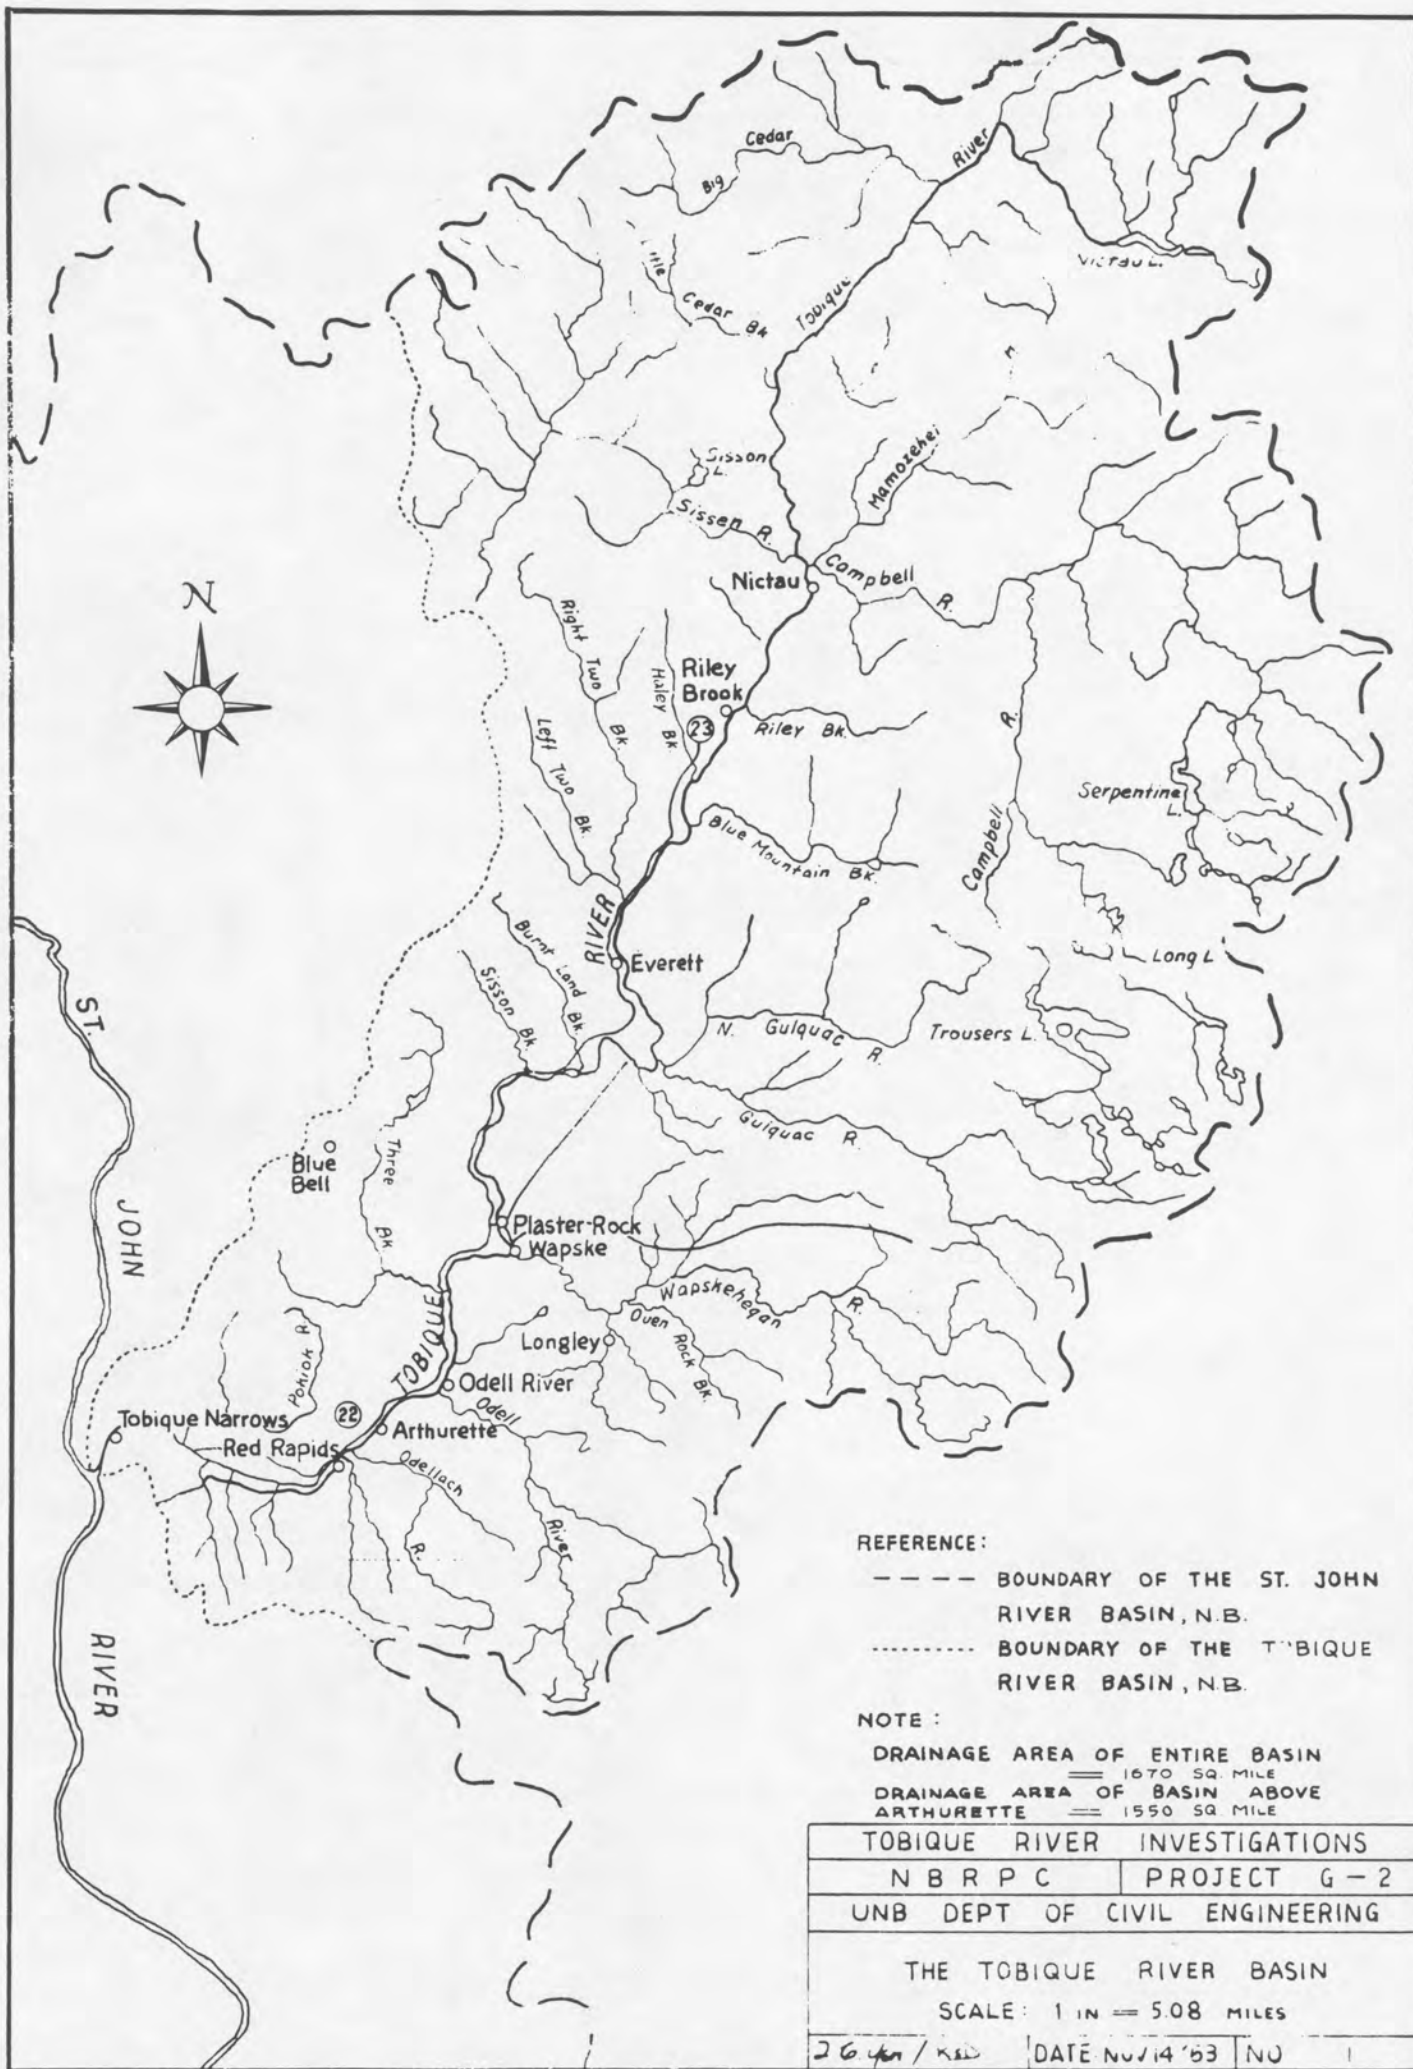 Cedar
Big
River
Cedar Bk
Tobique
Sisson
L.
Mamozehel
Sissen R.
Nictau
Campbell
R.
N
Right Two
Bk.
Haley
Bk.
Riley
Brook
23
Riley Bk.
Left Two Bk.
R.
Campbell
Serpentine
L.
Blue Mountain Bk.
RIVER
Everett
Burnt Land Bk.
Sisson Bk.
Long L
N. Gulquac R.
Trousers L.
Gulquac R.
ST. JOHN RIVER
Blue
Bell
Three
Bk
Plaster-Rock
Wapske
Wapskehegan
R.
Oven Rock Bk.
Longley
TOBIQUE
Pokiok R.
Odell River
Odell
River
22
Tobique Narrows
Arthurette
Red Rapids
Odellach
R.
REFERENCE:
BOUNDARY OF THE ST. JOHN
RIVER BASIN, N.B.
BOUNDARY OF THE T BIQUE
RIVER BASIN, N.B.
NOTE :
DRAINAGE AREA OF ENTIRE BASIN
= 1670 SQ. MILE
DRAINAGE AREA OF BASIN ABOVE
ARTHURETTE = 1550 SQ. MILE
TOBIQUE RIVER INVESTIGATIONS
N B R P C PROJECT G-2
UNB DEPT OF CIVIL ENGINEERING
THE TOBIQUE RIVER BASIN
SCALE: 1 IN = 5.08 MILES
DATE NOV 14 '63 NO 1